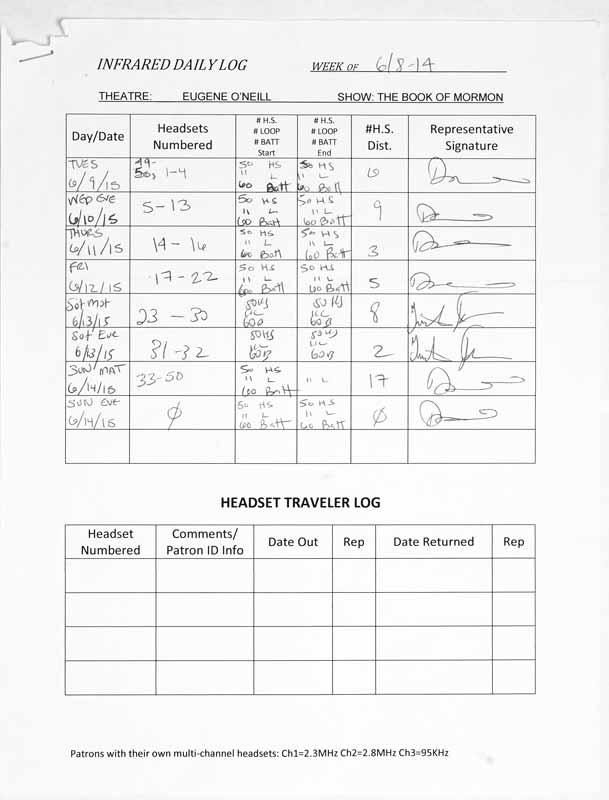 INFRARED DAILY LOG WEEK OF 6/8-14
THEATRE: EUGENE O'NEILL SHOW: THE BOOK OF MORMON
Day/Date Headsets Numbered # H.S. # LOOP # BATT Start # H.S. # LOOP # BATT End #H.S. Dist. Representative Signature
TUES 49-
6/9/15 50, 1-4 50 HS 11 L 60 Batt 50 HS 11 L 60 Batt 6
WED EVE
6/10/15 5-13 50 HS 11 L 60 Batt 50 HS 11 L 60 Batt 9
THURS
6/11/15 14-16 50 HS 11 L 60 Batt 50 HS 11 L 60 Batt 3
FRI
6/12/15 17-22 50 HS 11 L 60 Batt 50 HS 11 L 60 Batt 5
Sat Mat
6/13/15 23-30 50HS 11L 60B 50HS 11L 60B 8
Sat Eve
6/13/15 31-32 50HS 11L 60B 50HS 11L 60B 2
SUN MAT
6/14/15 33-50 50 HS 11 L 60 Batt 11 L 17
SUN EVE
6/14/15 Ø 50 HS 11 L 60 Batt 50 HS 11 L 60 Batt Ø
HEADSET TRAVELER LOG
Headset Numbered Comments/ Patron ID Info Date Out Rep Date Returned Rep
Patrons with their own multi-channel headsets: Ch1=2.3MHz Ch2=2.8MHz Ch3=95KHz